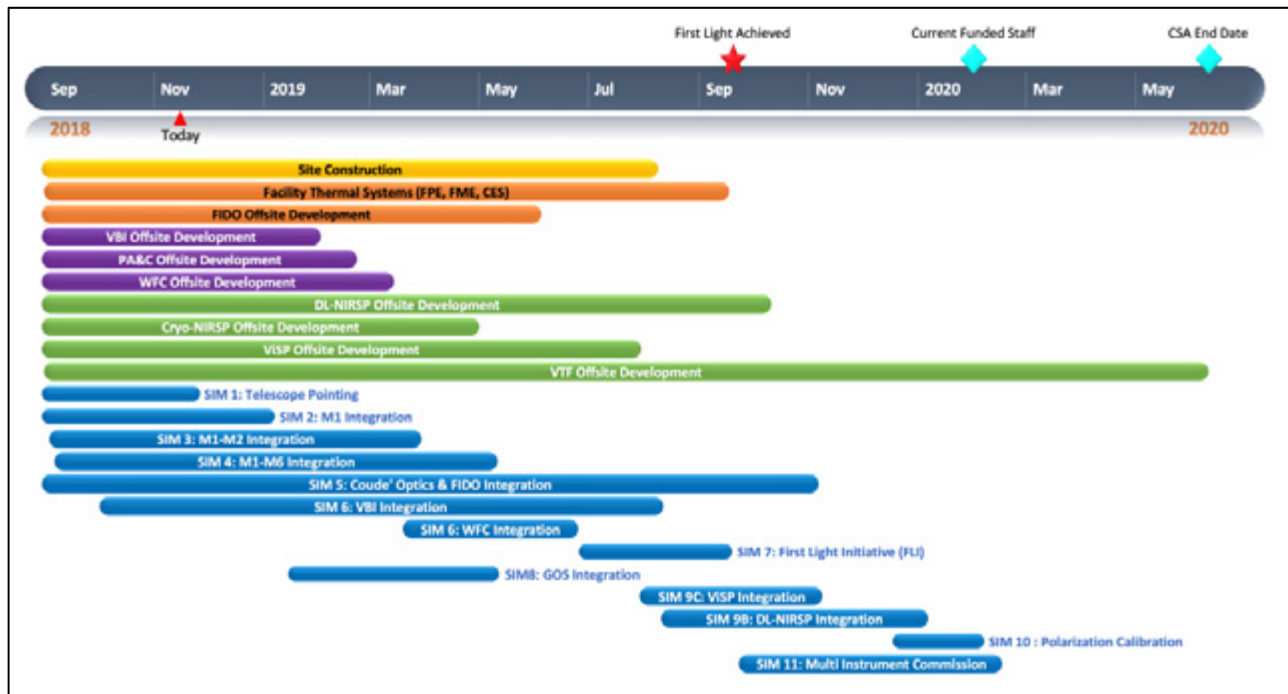 First Light Achieved Current Funded Staff CSA End Date
Sep Nov 2019 Mar May Jul Sep Nov 2020 Mar May
2018 Today 2020
Site Construction
Facility Thermal Systems (FPE, FME, CES)
FIDO Offsite Development
VBI Offsite Development
PA&C Offsite Development
WFC Offsite Development
DL-NIRSP Offsite Development
Cryo-NIRSP Offsite Development
ViSP Offsite Development
VTF Offsite Development
SIM 1: Telescope Pointing
SIM 2: M1 Integration
SIM 3: M1-M2 Integration
SIM 4: M1-M6 Integration
SIM 5: Coude' Optics & FIDO Integration
SIM 6: VBI Integration
SIM 6: WFC Integration
SIM 7: First Light Initiative (FLI)
SIM8: GOS Integration
SIM 9C: ViSP Integration
SIM 9B: DL-NIRSP Integration
SIM 10 : Polarization Calibration
SIM 11: Multi Instrument Commission